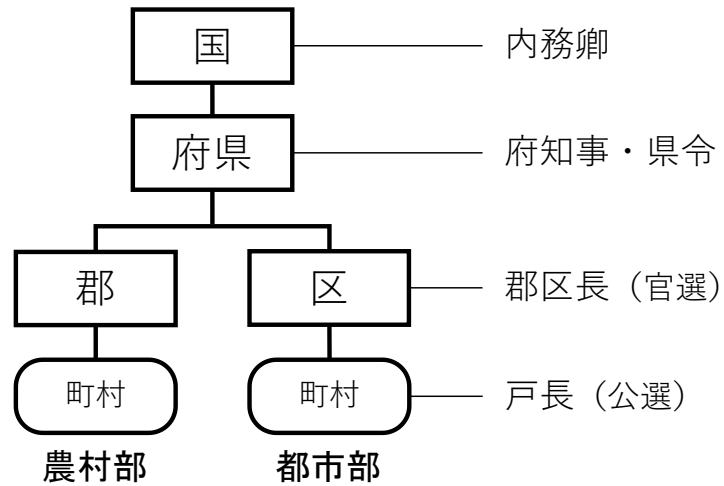 国 内務卿
府県 府知事・県令
郡 区 郡区長（官選）
町村 町村 戸長（公選）
農村部 都市部